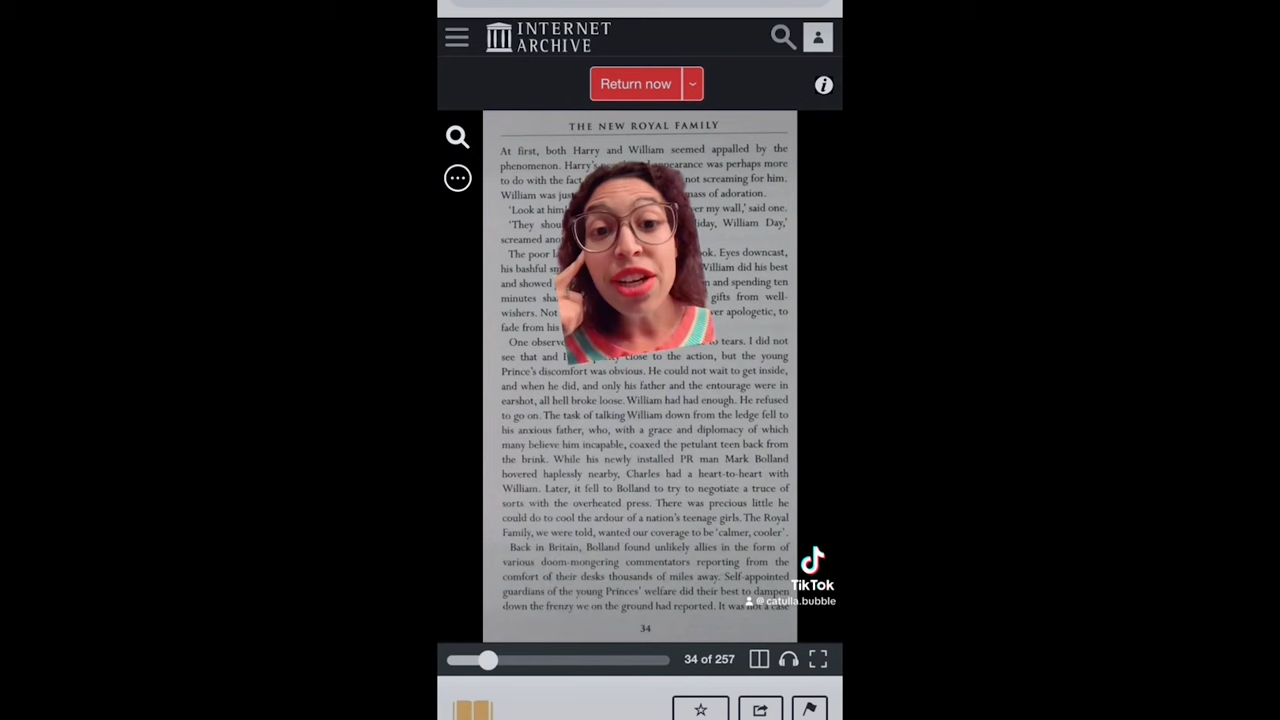 INTERNET
ARCHIVE
Return now
THE NEW ROYAL FAMILY
At first, both Harry and William seemed appalled by the
phenomenon. Harry's appearance was perhaps more
to do with the fact not screaming for him.
William was mass of adoration.
'Look at him my wall,' said one.
'They William Day,'
screamed
The poor Eyes downcast,
his bashful William did his best
and showed and spending ten
minutes gifts from well-
wishers. Not apologetic, to
fade from his
One tears. I did not
see that and close to the action, but the young
Prince's discomfort was obvious. He could not wait to get inside,
and when he did, and only his father and the entourage were in
earshot, all hell broke loose. William had had enough. He refused
to go on. The task of talking William down from the ledge fell to
his anxious father, who, with a grace and diplomacy of which
many believe him incapable, coaxed the petulant teen back from
the brink. While his newly installed PR man Mark Bolland
hovered haplessly nearby, Charles had a heart-to-heart with
William. Later, it fell to Bolland to try to negotiate a truce of
sorts with the overheated press. There was precious little he
could do to cool the ardour of a nation's teenage girls. The Royal
Family, we were told, wanted our coverage to be 'calmer, cooler'.
Back in Britain, Bolland found unlikely allies in the form of
various doom-mongering commentators reporting from the
comfort of their desks thousands of miles away. Self-appointed
guardians of the young Princes' welfare did their best to dampen
down the frenzy we on the ground had reported. It was not a case
34
TikTok
@catulla.bubble
34 of 257